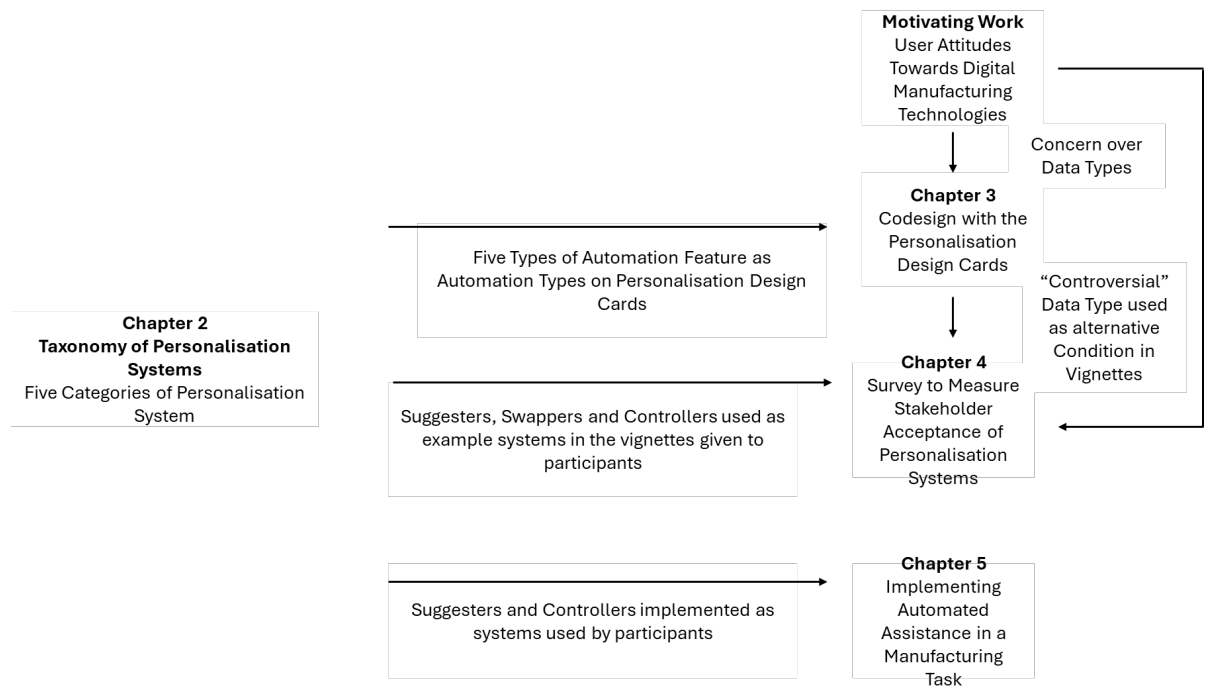 Motivating Work
User Attitudes
Towards Digital
Manufacturing
Technologies
Concern over
Data Types
Chapter 3
Codesign with the
Personalisation
Design Cards
Five Types of Automation Feature as
Automation Types on Personalisation Design
Cards
“Controversial”
Data Type used
as alternative
Condition in
Vignettes
Chapter 2
Taxonomy of Personalisation
Systems
Five Categories of Personalisation
System
Chapter 4
Survey to Measure
Stakeholder
Acceptance of
Personalisation
Systems
Suggesters, Swappers and Controllers used as
example systems in the vignettes given to
participants
Chapter 5
Implementing
Automated
Assistance in a
Manufacturing
Task
Suggesters and Controllers implemented as
systems used by participants